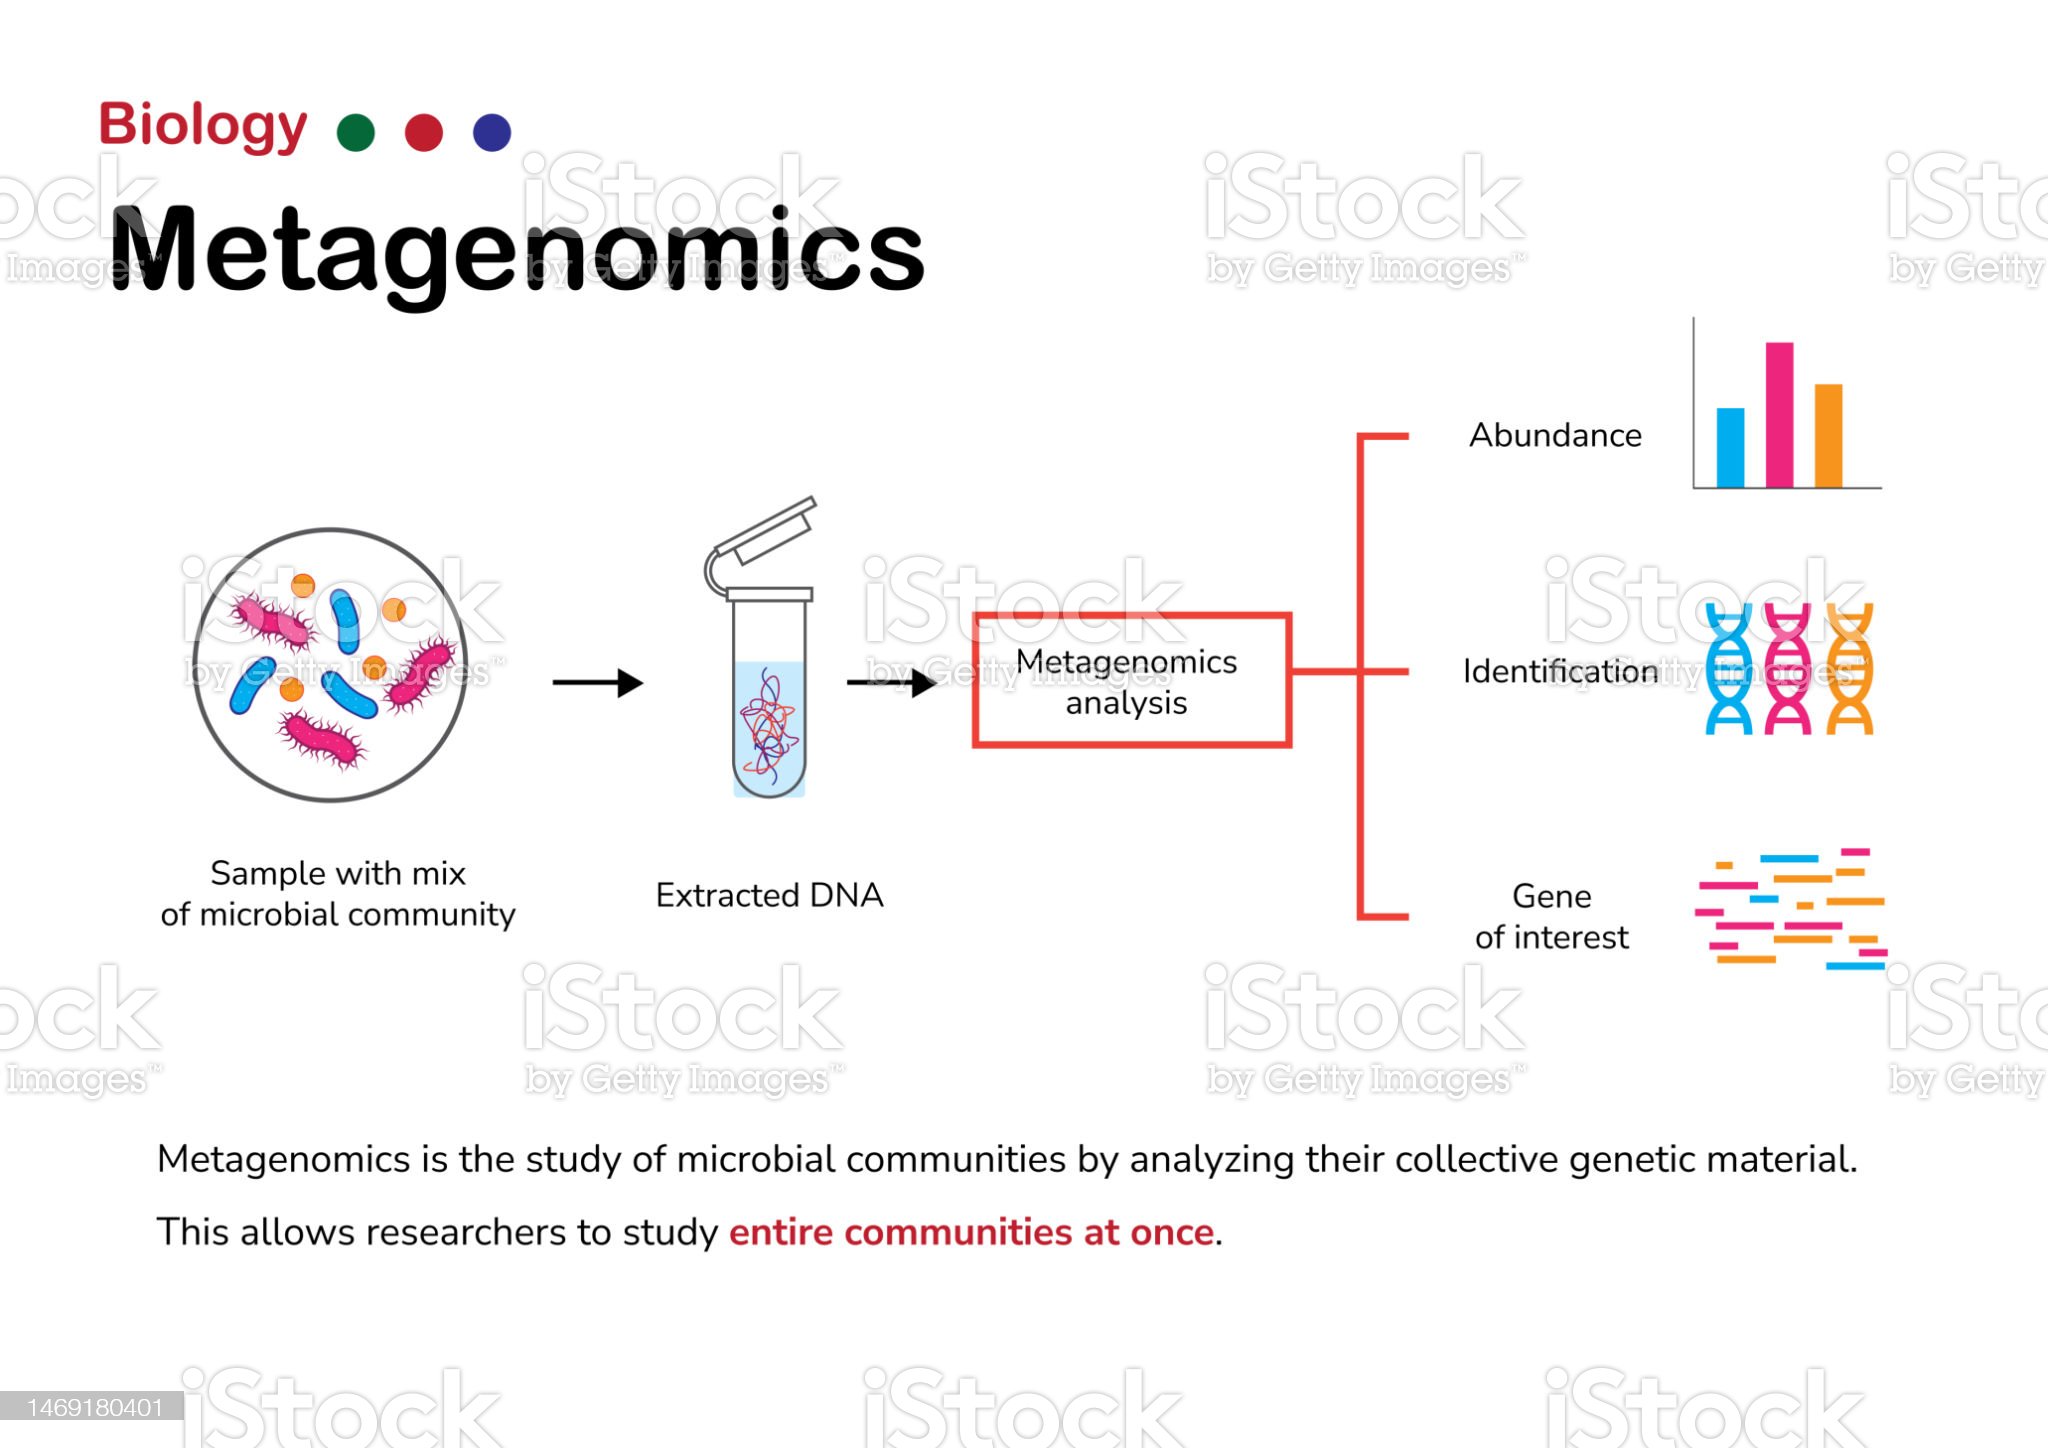 Biology
Metagenomics
Abundance
Metagenomics
analysis
Identification
Sample with mix
of microbial community
Extracted DNA
Gene
of interest
Metagenomics is the study of microbial communities by analyzing their collective genetic material.
This allows researchers to study entire communities at once.
iStock
by Getty Images™
1469180401